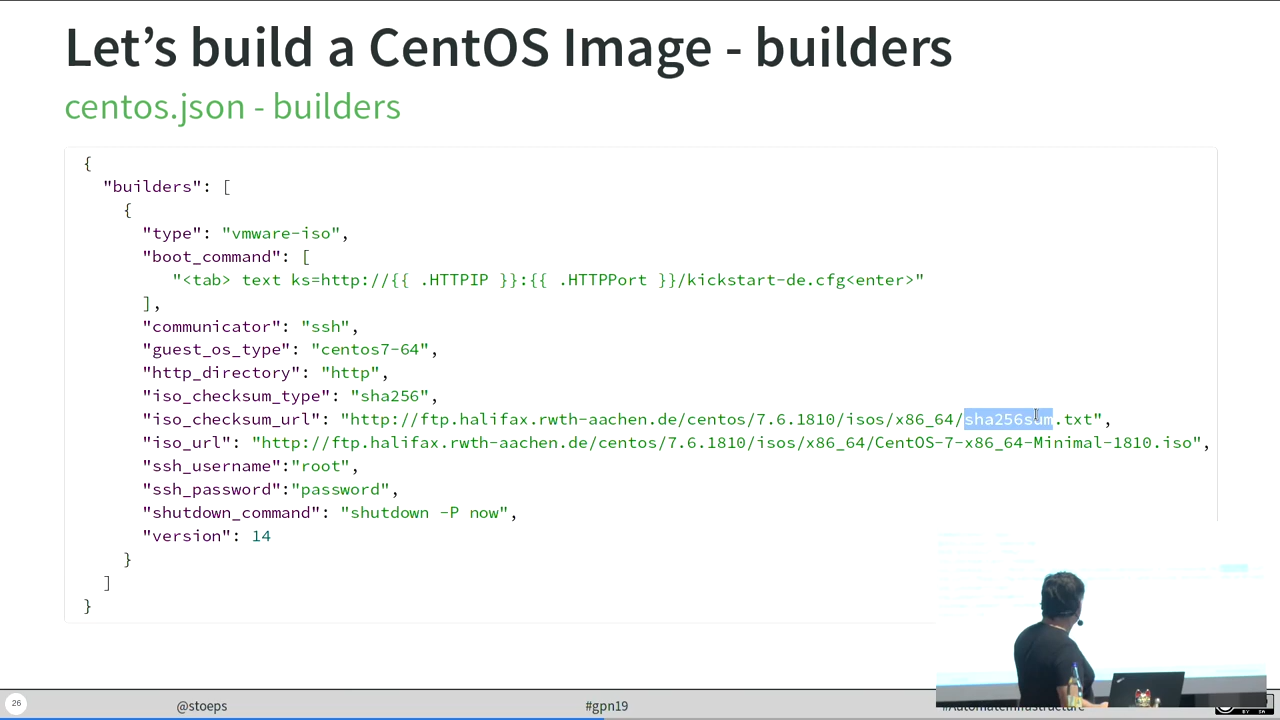 Let's build a CentOS Image - builders
centos.json - builders
{
"builders": [
{
"type": "vmware-iso",
"boot_command": [
"<tab> text ks=http://{{ .HTTPIP }}:{{ .HTTPPort }}/kickstart-de.cfg<enter>"
],
"communicator": "ssh",
"guest_os_type": "centos7-64",
"http_directory": "http",
"iso_checksum_type": "sha256",
"iso_checksum_url": "http://ftp.halifax.rwth-aachen.de/centos/7.6.1810/isos/x86_64/sha256sum.txt",
"iso_url": "http://ftp.halifax.rwth-aachen.de/centos/7.6.1810/isos/x86_64/CentOS-7-x86_64-Minimal-1810.iso",
"ssh_username":"root",
"ssh_password":"password",
"shutdown_command": "shutdown -P now",
"version": 14
}
]
}
26
@stoeps
#gpn19